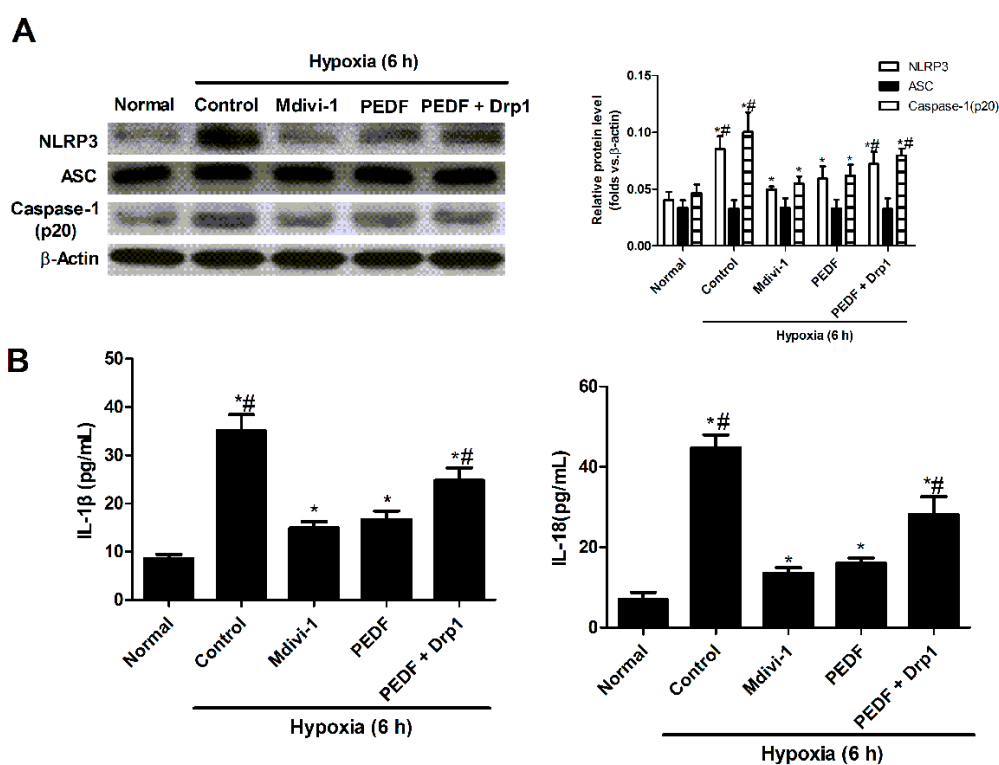 A
Hypoxia (6 h)
Normal Control Mdivi-1 PEDF PEDF + Drp1
NLRP3
ASC
Caspase-1
(p20)
β-Actin
NLRP3
ASC
Caspase-1(p20)
Relative protein level
(folds vs.β-actin)
0.15
0.10
0.05
0.00
*# *# * * * * *# *#
Normal Control Mdivi-1 PEDF PEDF + Drp1
Hypoxia (6 h)
B
IL-1β (pg/mL)
50
40
30
20
10
0
*# * * *#
Normal Control Mdivi-1 PEDF PEDF + Drp1
Hypoxia (6 h)
IL-18(pg/mL)
60
40
20
0
*# * * *#
Normal Control Mdivi-1 PEDF PEDF + Drp1
Hypoxia (6 h)